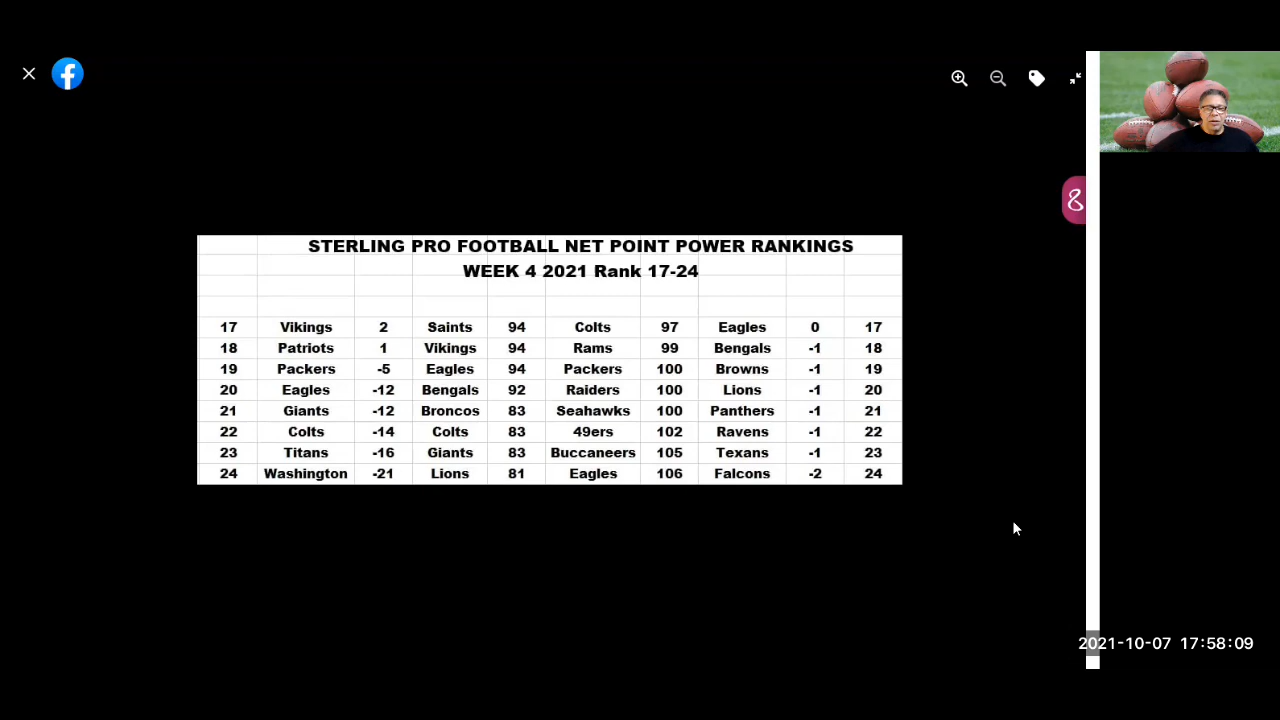 STERLING PRO FOOTBALL NET POINT POWER RANKINGS
WEEK 4 2021 Rank 17-24
17 Vikings 2 Saints 94 Colts 97 Eagles 0 17
18 Patriots 1 Vikings 94 Rams 99 Bengals -1 18
19 Packers -5 Eagles 94 Packers 100 Browns -1 19
20 Eagles -12 Bengals 92 Raiders 100 Lions -1 20
21 Giants -12 Broncos 83 Seahawks 100 Panthers -1 21
22 Colts -14 Colts 83 49ers 102 Ravens -1 22
23 Titans -16 Giants 83 Buccaneers 105 Texans -1 23
24 Washington -21 Lions 81 Eagles 106 Falcons -2 24
2021-10-07 17:58:09